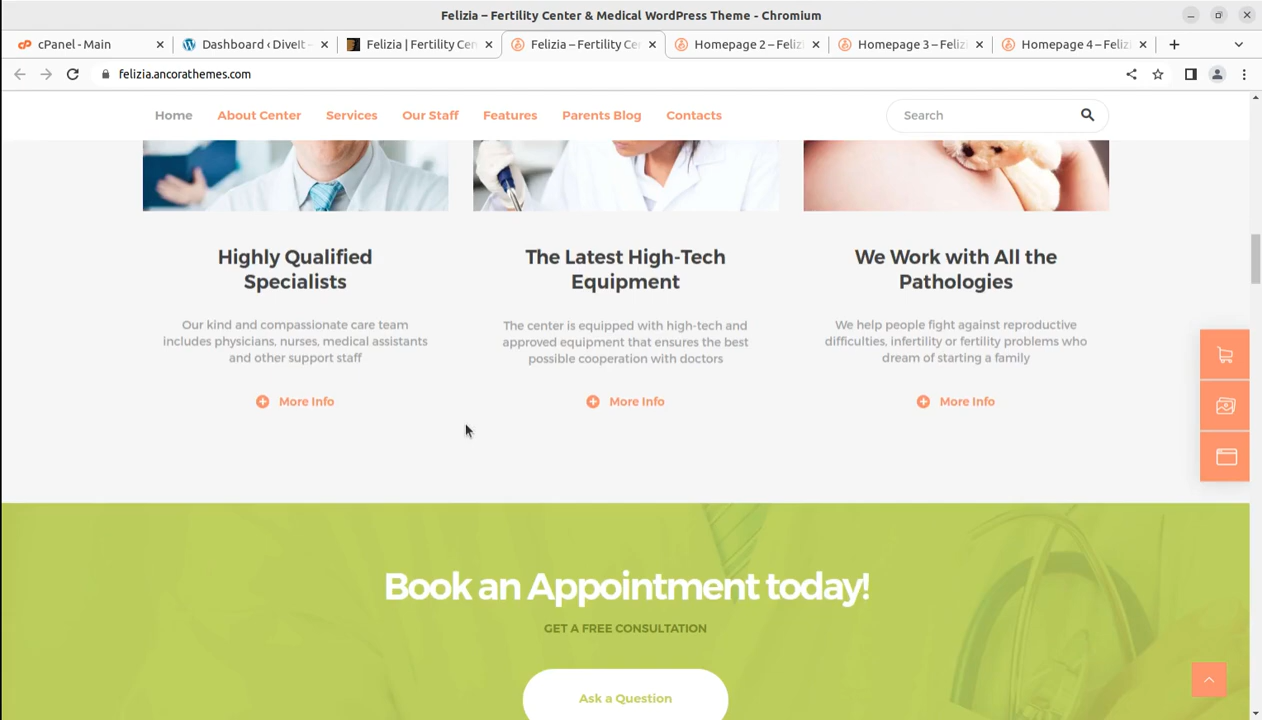 Felizia – Fertility Center & Medical WordPress Theme - Chromium
cPanel - Main
Dashboard ‹ DiveIt –
Felizia | Fertility Cen
Felizia – Fertility Ce
Homepage 2 – Feliz
Homepage 3 – Feliz
Homepage 4 – Feliz
felizia.ancorathemes.com
Home About Center Services Our Staff Features Parents Blog Contacts Search
Highly Qualified
Specialists
Our kind and compassionate care team
includes physicians, nurses, medical assistants
and other support staff
More Info
The Latest High-Tech
Equipment
The center is equipped with high-tech and
approved equipment that ensures the best
possible cooperation with doctors
More Info
We Work with All the
Pathologies
We help people fight against reproductive
difficulties, infertility or fertility problems who
dream of starting a family
More Info
Book an Appointment today!
GET A FREE CONSULTATION
Ask a Question